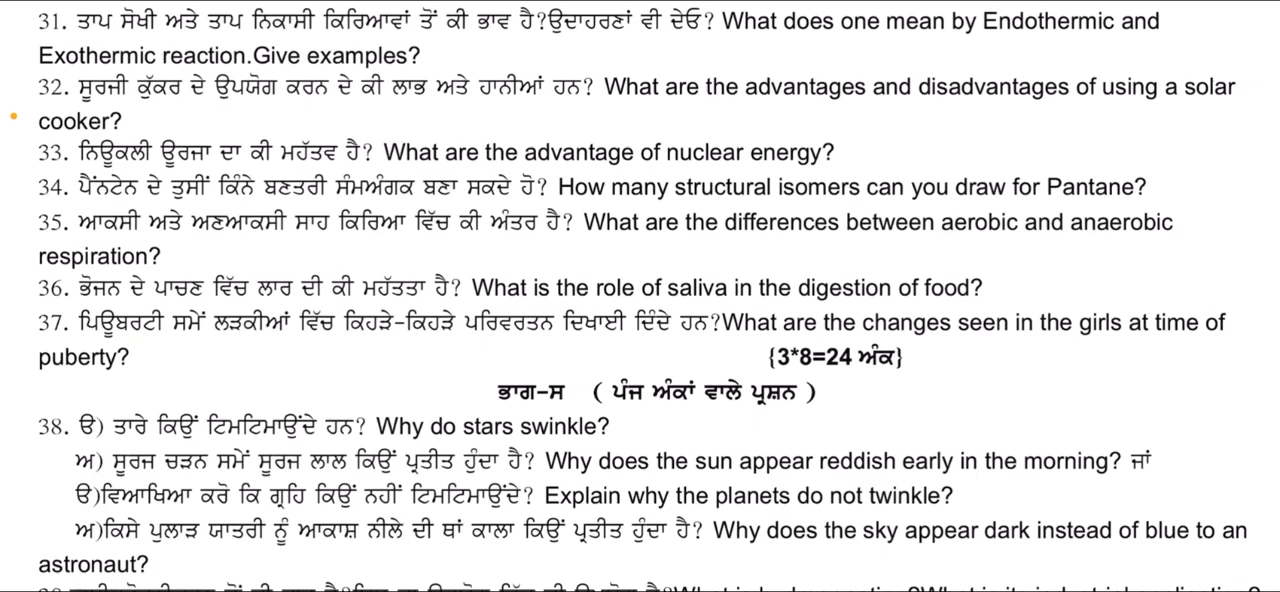 31. ਤਾਪ ਸੋਖੀ ਅਤੇ ਤਾਪ ਨਿਕਾਸੀ ਕਿਰਿਆਵਾਂ ਤੋਂ ਕੀ ਭਾਵ ਹੈ?ਉਦਾਹਰਣਾਂ ਵੀ ਦੇਓ? What does one mean by Endothermic and
Exothermic reaction.Give examples?
32. ਸੂਰਜੀ ਕੁੱਕਰ ਦੇ ਉਪਯੋਗ ਕਰਨ ਦੇ ਕੀ ਲਾਭ ਅਤੇ ਹਾਨੀਆਂ ਹਨ? What are the advantages and disadvantages of using a solar
cooker?
33. ਨਿਊਕਲੀ ਊਰਜਾ ਦਾ ਕੀ ਮਹੱਤਵ ਹੈ? What are the advantage of nuclear energy?
34. ਪੈਂਨਟੇਨ ਦੇ ਤੁਸੀਂ ਕਿੰਨੇ ਬਣਤਰੀ ਸੰਮਅੰਗਕ ਬਣਾ ਸਕਦੇ ਹੋ? How many structural isomers can you draw for Pantane?
35. ਆਕਸੀ ਅਤੇ ਅਣਆਕਸੀ ਸਾਹ ਕਿਰਿਆ ਵਿੱਚ ਕੀ ਅੰਤਰ ਹੈ? What are the differences between aerobic and anaerobic
respiration?
36. ਭੋਜਨ ਦੇ ਪਾਚਣ ਵਿੱਚ ਲਾਰ ਦੀ ਕੀ ਮਹੱਤਤਾ ਹੈ? What is the role of saliva in the digestion of food?
37. ਪਿਊਬਰਟੀ ਸਮੇਂ ਲੜਕੀਆਂ ਵਿੱਚ ਕਿਹੜੇ-ਕਿਹੜੇ ਪਰਿਵਰਤਨ ਦਿਖਾਈ ਦਿੰਦੇ ਹਨ?What are the changes seen in the girls at time of
puberty? {3*8=24 ਅੰਕ}
ਭਾਗ-ਸ ( ਪੰਜ ਅੰਕਾਂ ਵਾਲੇ ਪ੍ਰਸ਼ਨ )
38. ੳ) ਤਾਰੇ ਕਿਉਂ ਟਿਮਟਿਮਾਉਂਦੇ ਹਨ? Why do stars swinkle?
ਅ) ਸੂਰਜ ਚੜਨ ਸਮੇਂ ਸੂਰਜ ਲਾਲ ਕਿਉਂ ਪ੍ਰਤੀਤ ਹੁੰਦਾ ਹੈ? Why does the sun appear reddish early in the morning? ਜਾਂ
ੳ)ਵਿਆਖਿਆ ਕਰੋ ਕਿ ਗ੍ਰਹਿ ਕਿਉਂ ਨਹੀਂ ਟਿਮਟਿਮਾਉਂਦੇ? Explain why the planets do not twinkle?
ਅ)ਕਿਸੇ ਪੁਲਾੜ ਯਾਤਰੀ ਨੂੰ ਆਕਾਸ਼ ਨੀਲੇ ਦੀ ਥਾਂ ਕਾਲਾ ਕਿਉਂ ਪ੍ਰਤੀਤ ਹੁੰਦਾ ਹੈ? Why does the sky appear dark instead of blue to an
astronaut?